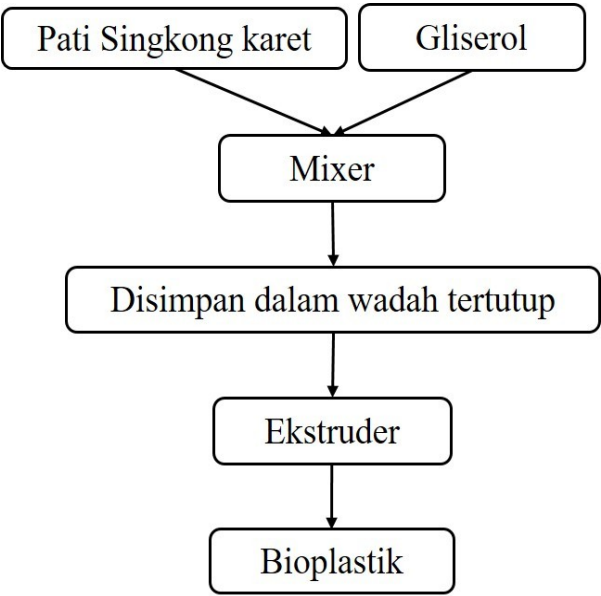 Pati Singkong karet
Gliserol
Mixer
Disimpan dalam wadah tertutup
Ekstruder
Bioplastik